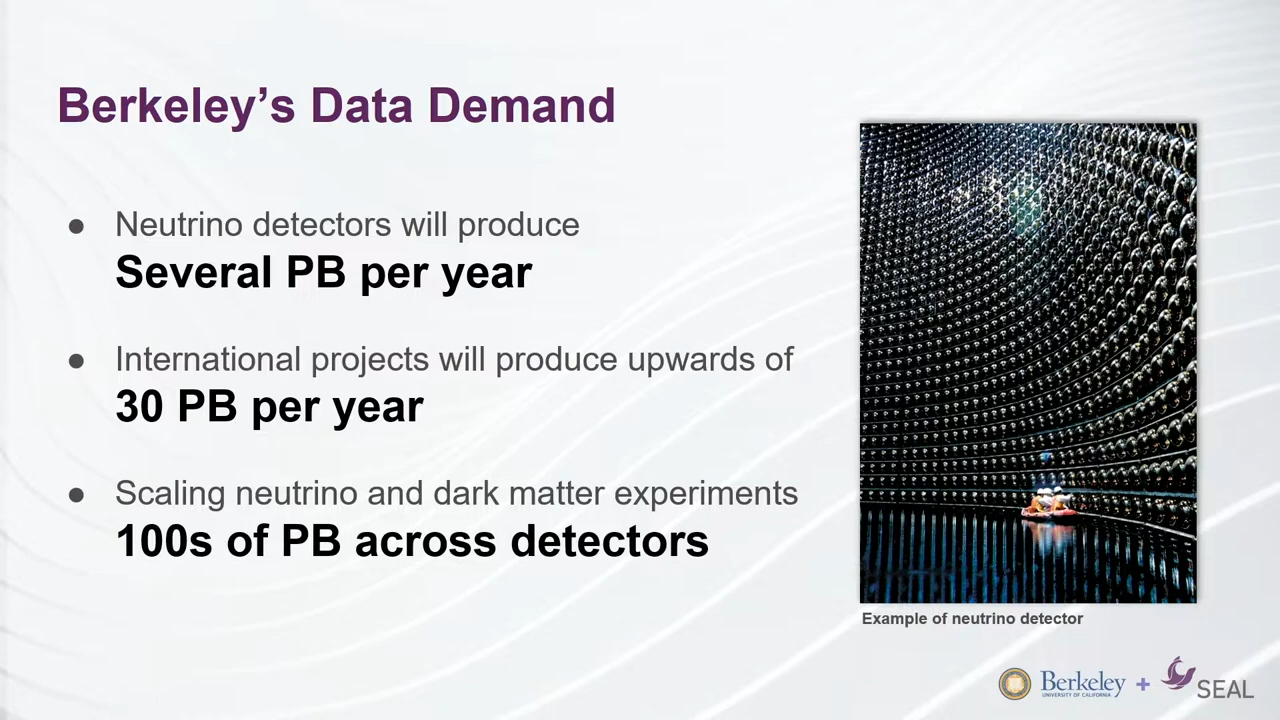 Berkeley’s Data Demand
● Neutrino detectors will produce
Several PB per year
● International projects will produce upwards of
30 PB per year
● Scaling neutrino and dark matter experiments
100s of PB across detectors
Example of neutrino detector
Berkeley + SEAL
UNIVERSITY OF CALIFORNIA